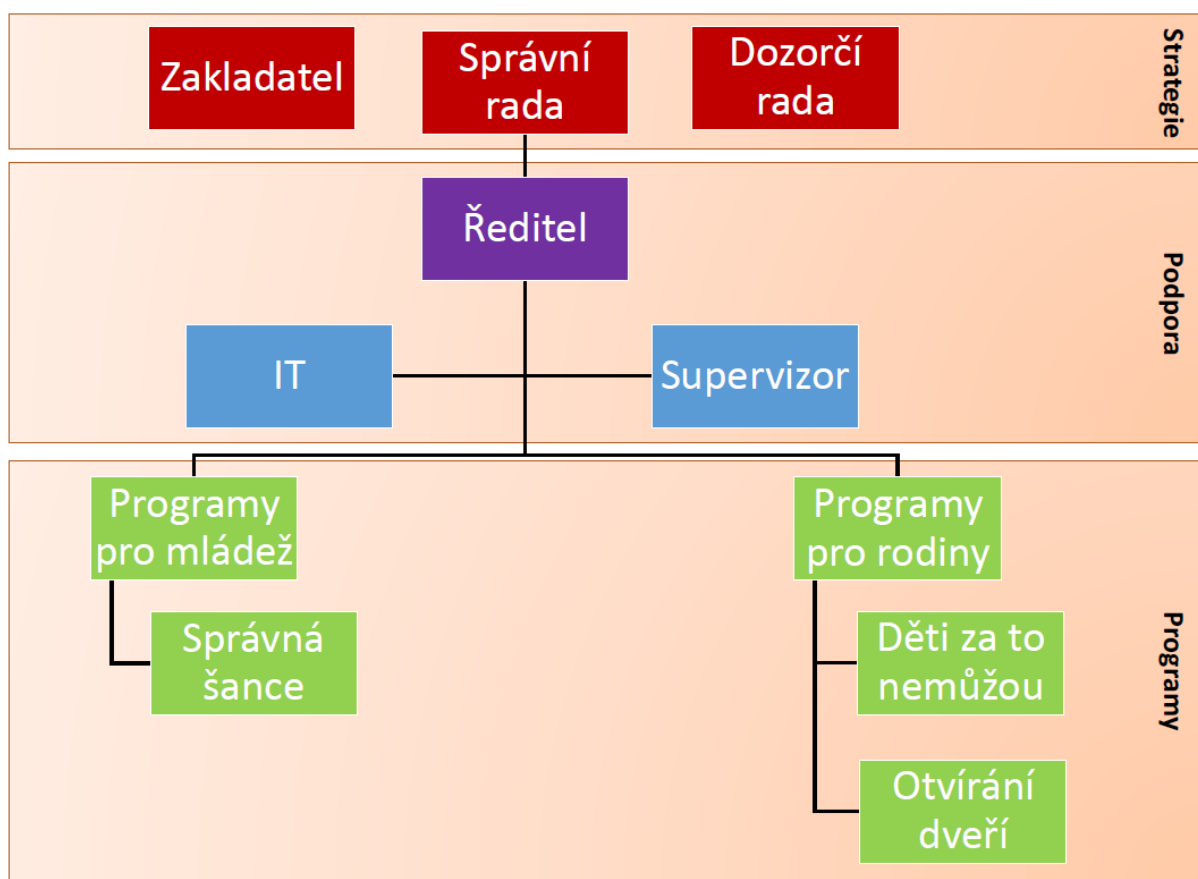 Zakladatel
Správní
rada
Dozorčí
rada
Strategie
Ředitel
IT
Supervizor
Podpora
Programy
pro mládež
Programy
pro rodiny
Správná
šance
Děti za to
nemůžou
Otvírání
dveří
Programy